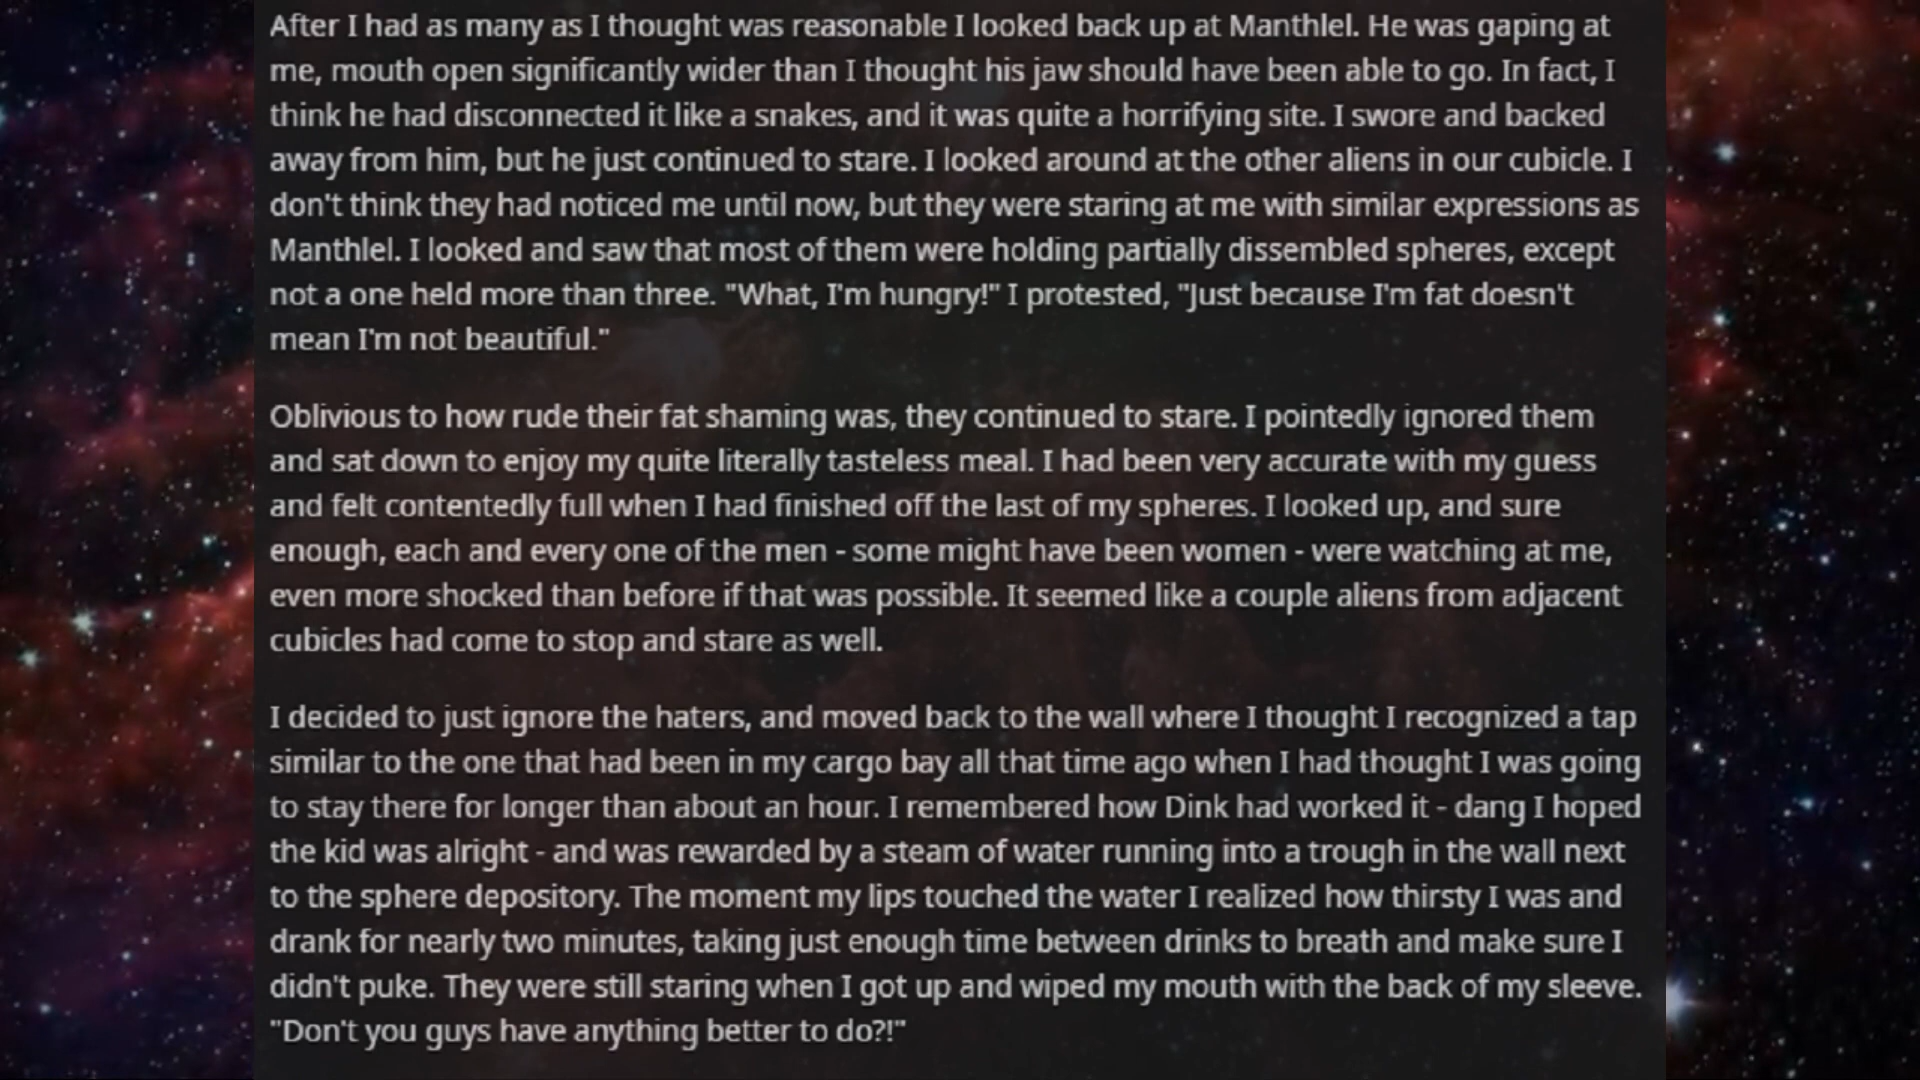 After I had as many as I thought was reasonable I looked back up at Manthlel. He was gaping at
me, mouth open significantly wider than I thought his jaw should have been able to go. In fact, I
think he had disconnected it like a snakes, and it was quite a horrifying site. I swore and backed
away from him, but he just continued to stare. I looked around at the other aliens in our cubicle. I
don't think they had noticed me until now, but they were staring at me with similar expressions as
Manthlel. I looked and saw that most of them were holding partially dissembled spheres, except
not a one held more than three. "What, I'm hungry!" I protested, "Just because I'm fat doesn't
mean I'm not beautiful."
Oblivious to how rude their fat shaming was, they continued to stare. I pointedly ignored them
and sat down to enjoy my quite literally tasteless meal. I had been very accurate with my guess
and felt contentedly full when I had finished off the last of my spheres. I looked up, and sure
enough, each and every one of the men - some might have been women - were watching at me,
even more shocked than before if that was possible. It seemed like a couple aliens from adjacent
cubicles had come to stop and stare as well.
I decided to just ignore the haters, and moved back to the wall where I thought I recognized a tap
similar to the one that had been in my cargo bay all that time ago when I had thought I was going
to stay there for longer than about an hour. I remembered how Dink had worked it - dang I hoped
the kid was alright - and was rewarded by a steam of water running into a trough in the wall next
to the sphere depository. The moment my lips touched the water I realized how thirsty I was and
drank for nearly two minutes, taking just enough time between drinks to breath and make sure I
didn't puke. They were still staring when I got up and wiped my mouth with the back of my sleeve.
"Don't you guys have anything better to do?!"